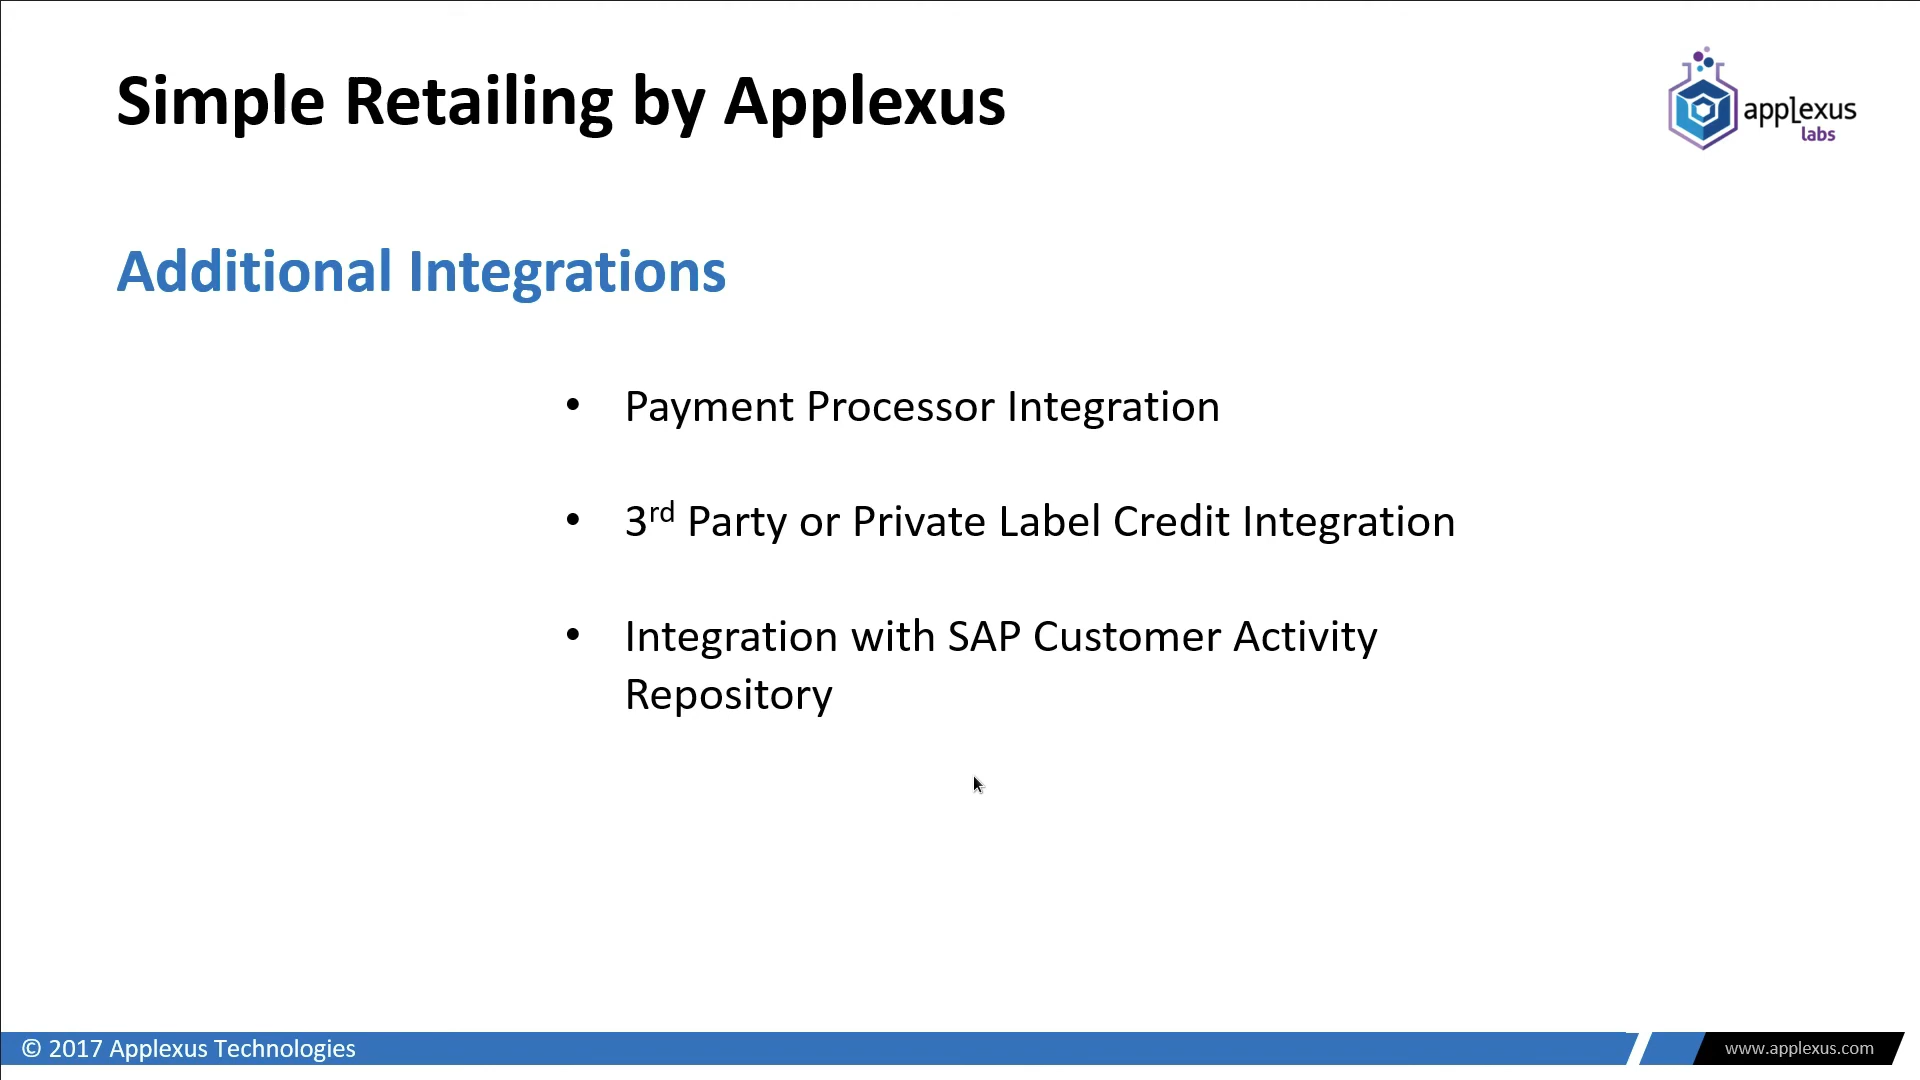 Simple Retailing by Applexus
applexus
labs
Additional Integrations
• Payment Processor Integration
• 3rd Party or Private Label Credit Integration
• Integration with SAP Customer Activity
Repository
© 2017 Applexus Technologies
www.applexus.com